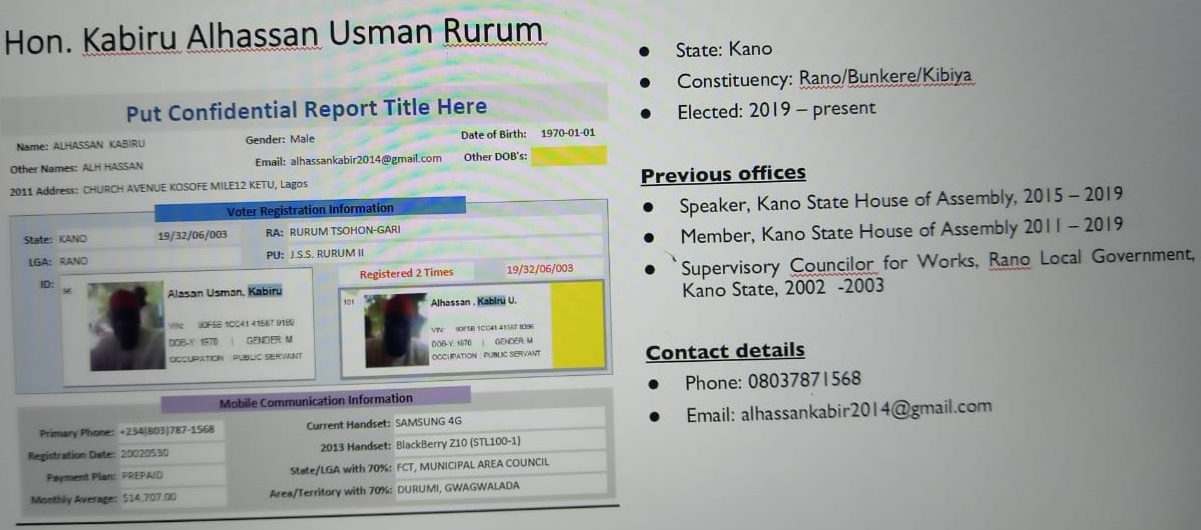 Hon. Kabiru Alhassan Usman Rurum
Put Confidential Report Title Here
Name: ALHASSAN KABIRU
Gender: Male
Date of Birth: 1970-01-01
Other Names: ALH HASSAN
Email: alhassankabir2014@gmail.com
Other DOB's:
2011 Address: CHURCH AVENUE KOSOFE MILE12 KETU, Lagos
Voter Registration Information
State: KANO
19/32/06/003
RA: RURUM TSOHON-GARI
LGA: RANO
PU: J.S.S. RURUM II
ID:
Registered 2 Times
19/32/06/003
Alasan Usman, Kabiru
VIN:
DOB-Y: 1970 | GENDER: M
OCCUPATION : PUBLIC SERVANT
101
Alhassan , Kabiru U.
VIN:
DOB-Y: 1970 | GENDER: M
OCCUPATION : PUBLIC SERVANT
Mobile Communication Information
Primary Phone: +234(803)787-1568
Current Handset: SAMSUNG 4G
Registration Date: 20020530
2013 Handset: BlackBerry Z10 (STL100-1)
Payment Plan: PREPAID
State/LGA with 70%: FCT, MUNICIPAL AREA COUNCIL
Monthly Average: $14,707.00
Area/Territory with 70%: DURUMI, GWAGWALADA
● State: Kano
● Constituency: Rano/Bunkere/Kibiya
● Elected: 2019 – present
Previous offices
● Speaker, Kano State House of Assembly, 2015 – 2019
● Member, Kano State House of Assembly 2011 – 2019
● Supervisory Councilor for Works, Rano Local Government,
Kano State, 2002 -2003
Contact details
● Phone: 08037871568
● Email: alhassankabir2014@gmail.com